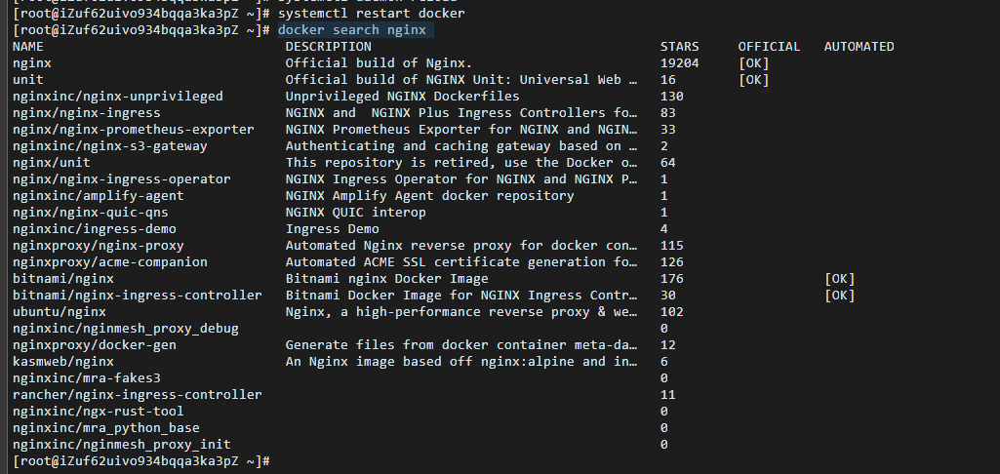 [root@iZuf62uivo934bqqa3ka3pZ ~]# systemctl restart docker
[root@iZuf62uivo934bqqa3ka3pZ ~]# docker search nginx
NAME DESCRIPTION STARS OFFICIAL AUTOMATED
nginx Official build of Nginx. 19204 [OK]
unit Official build of NGINX Unit: Universal Web … 16 [OK]
nginxinc/nginx-unprivileged Unprivileged NGINX Dockerfiles 130
nginx/nginx-ingress NGINX and  NGINX Plus Ingress Controllers fo… 83
nginx/nginx-prometheus-exporter NGINX Prometheus Exporter for NGINX and NGIN… 33
nginxinc/nginx-s3-gateway Authenticating and caching gateway based on … 2
nginx/unit This repository is retired, use the Docker o… 64
nginx/nginx-ingress-operator NGINX Ingress Operator for NGINX and NGINX P… 1
nginxinc/amplify-agent NGINX Amplify Agent docker repository 1
nginx/nginx-quic-qns NGINX QUIC interop 1
nginxinc/ingress-demo Ingress Demo 4
nginxproxy/nginx-proxy Automated Nginx reverse proxy for docker con… 115
nginxproxy/acme-companion Automated ACME SSL certificate generation fo… 126
bitnami/nginx Bitnami nginx Docker Image 176 [OK]
bitnami/nginx-ingress-controller Bitnami Docker Image for NGINX Ingress Contr… 30 [OK]
ubuntu/nginx Nginx, a high-performance reverse proxy & we… 102
nginxinc/nginmesh_proxy_debug 0
nginxproxy/docker-gen Generate files from docker container meta-da… 12
kasmweb/nginx An Nginx image based off nginx:alpine and in… 6
nginxinc/mra-fakes3 0
rancher/nginx-ingress-controller 11
nginxinc/ngx-rust-tool 0
nginxinc/mra_python_base 0
nginxinc/nginmesh_proxy_init 0
[root@iZuf62uivo934bqqa3ka3pZ ~]#